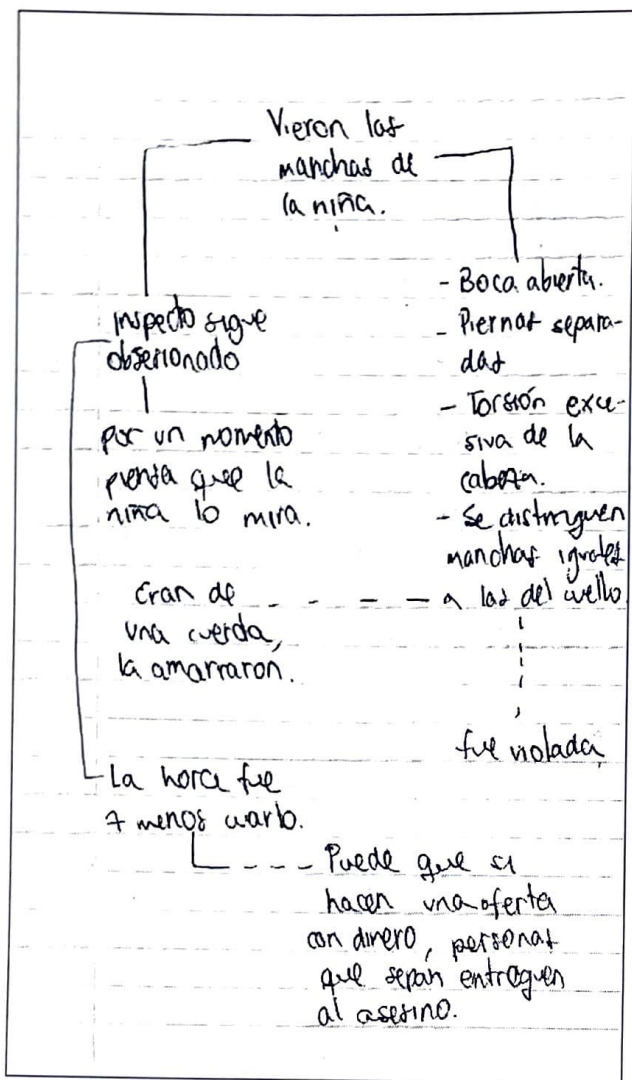 Vieron las
manchas de
la niña.
inspecto sigue
obsesionado
por un momento
piensa que la
niña lo mira.
- Boca abierta.
- Piernas separa-
das
- Torsión exce-
siva de la
cabeza.
- Se distinguen
manchas iguales
a las del cuello.
Eran de
una cuerda,
la amarraron.
fue violada
La hora fue
7 menos cuarto.
Puede que si
hacen una oferta
con dinero, personas
que sepan entreguen
al asesino.